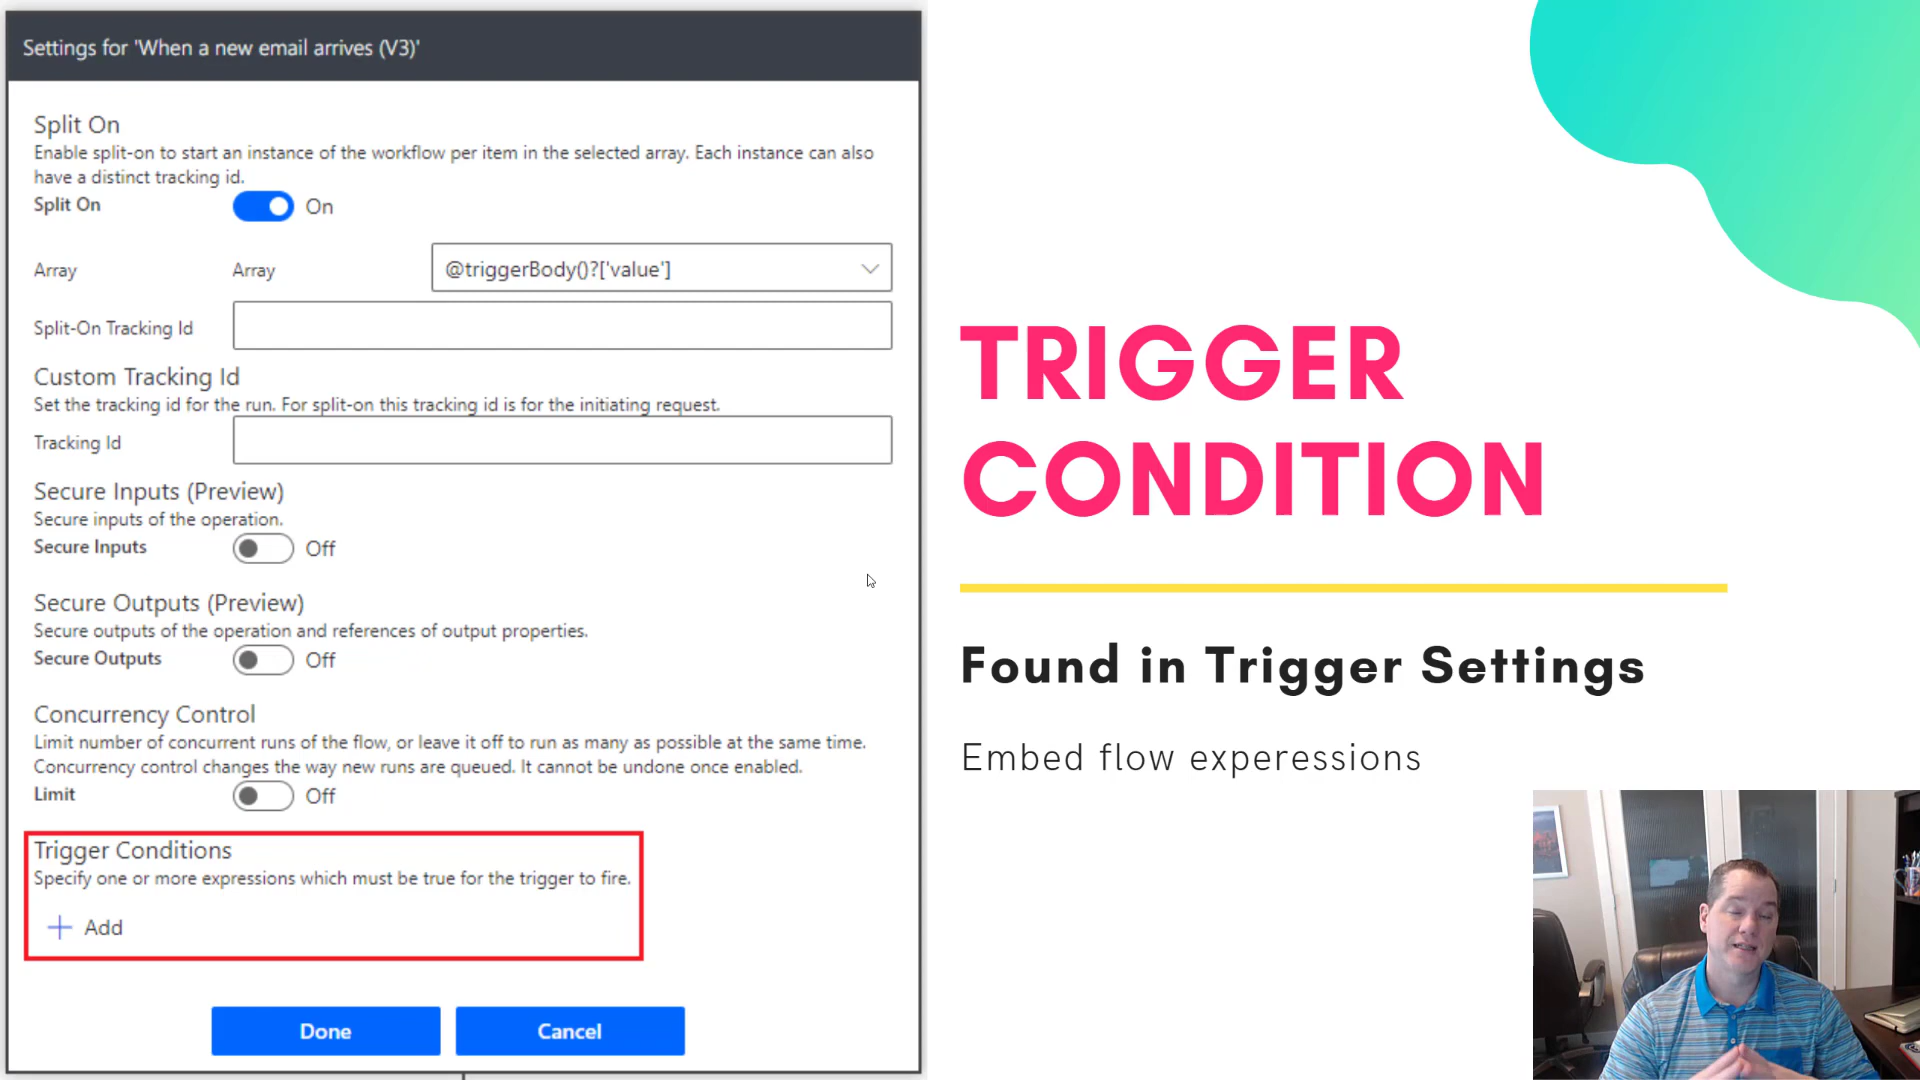 Settings for 'When a new email arrives (V3)'
Split On
Enable split-on to start an instance of the workflow per item in the selected array. Each instance can also
have a distinct tracking id.
Split On On
Array Array @triggerBody()?['value']
Split-On Tracking Id
Custom Tracking Id
Set the tracking id for the run. For split-on this tracking id is for the initiating request.
Tracking Id
Secure Inputs (Preview)
Secure inputs of the operation.
Secure Inputs Off
Secure Outputs (Preview)
Secure outputs of the operation and references of output properties.
Secure Outputs Off
Concurrency Control
Limit number of concurrent runs of the flow, or leave it off to run as many as possible at the same time.
Concurrency control changes the way new runs are queued. It cannot be undone once enabled.
Limit Off
Trigger Conditions
Specify one or more expressions which must be true for the trigger to fire.
Add
Done Cancel
TRIGGER
CONDITION
Found in Trigger Settings
Embed flow experessions